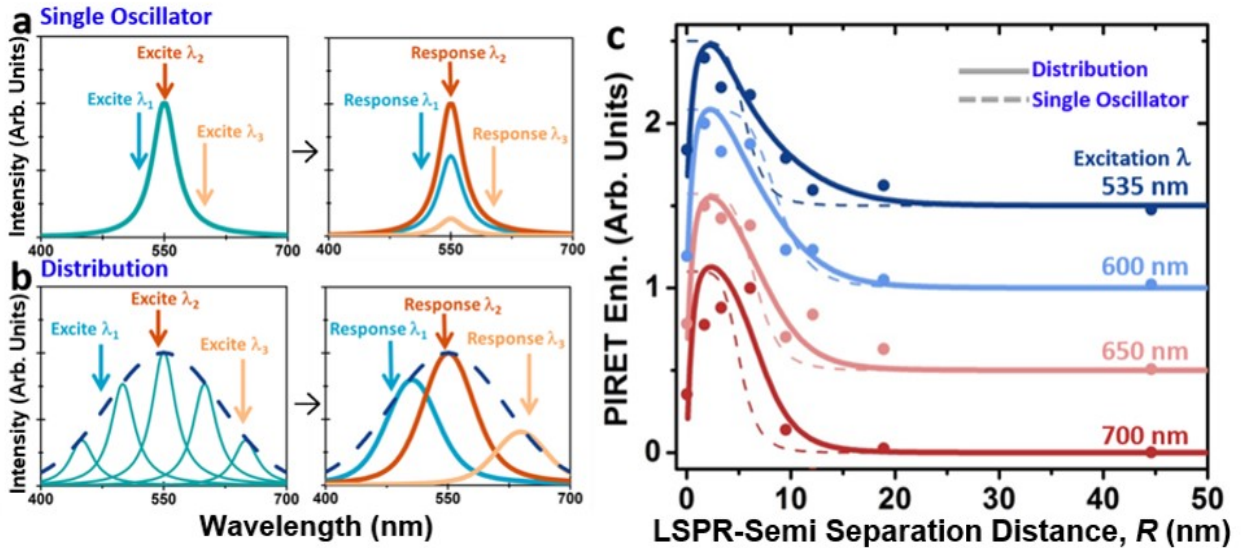 a Single Oscillator
Intensity (Arb. Units)
Excite λ2
Excite λ1
Excite λ3
400 550 700
→
Response λ2
Response λ1
Response λ3
400 550 700
b Distribution
Intensity (Arb. Units)
Excite λ2
Excite λ1
Excite λ3
400 550 700
→
Response λ2
Response λ1
Response λ3
400 550 700
Wavelength (nm)
c
PIRET Enh. (Arb. Units)
2
1
0
Distribution
Single Oscillator
Excitation λ
535 nm
600 nm
650 nm
700 nm
0 10 20 30 40 50
LSPR-Semi Separation Distance, R (nm)